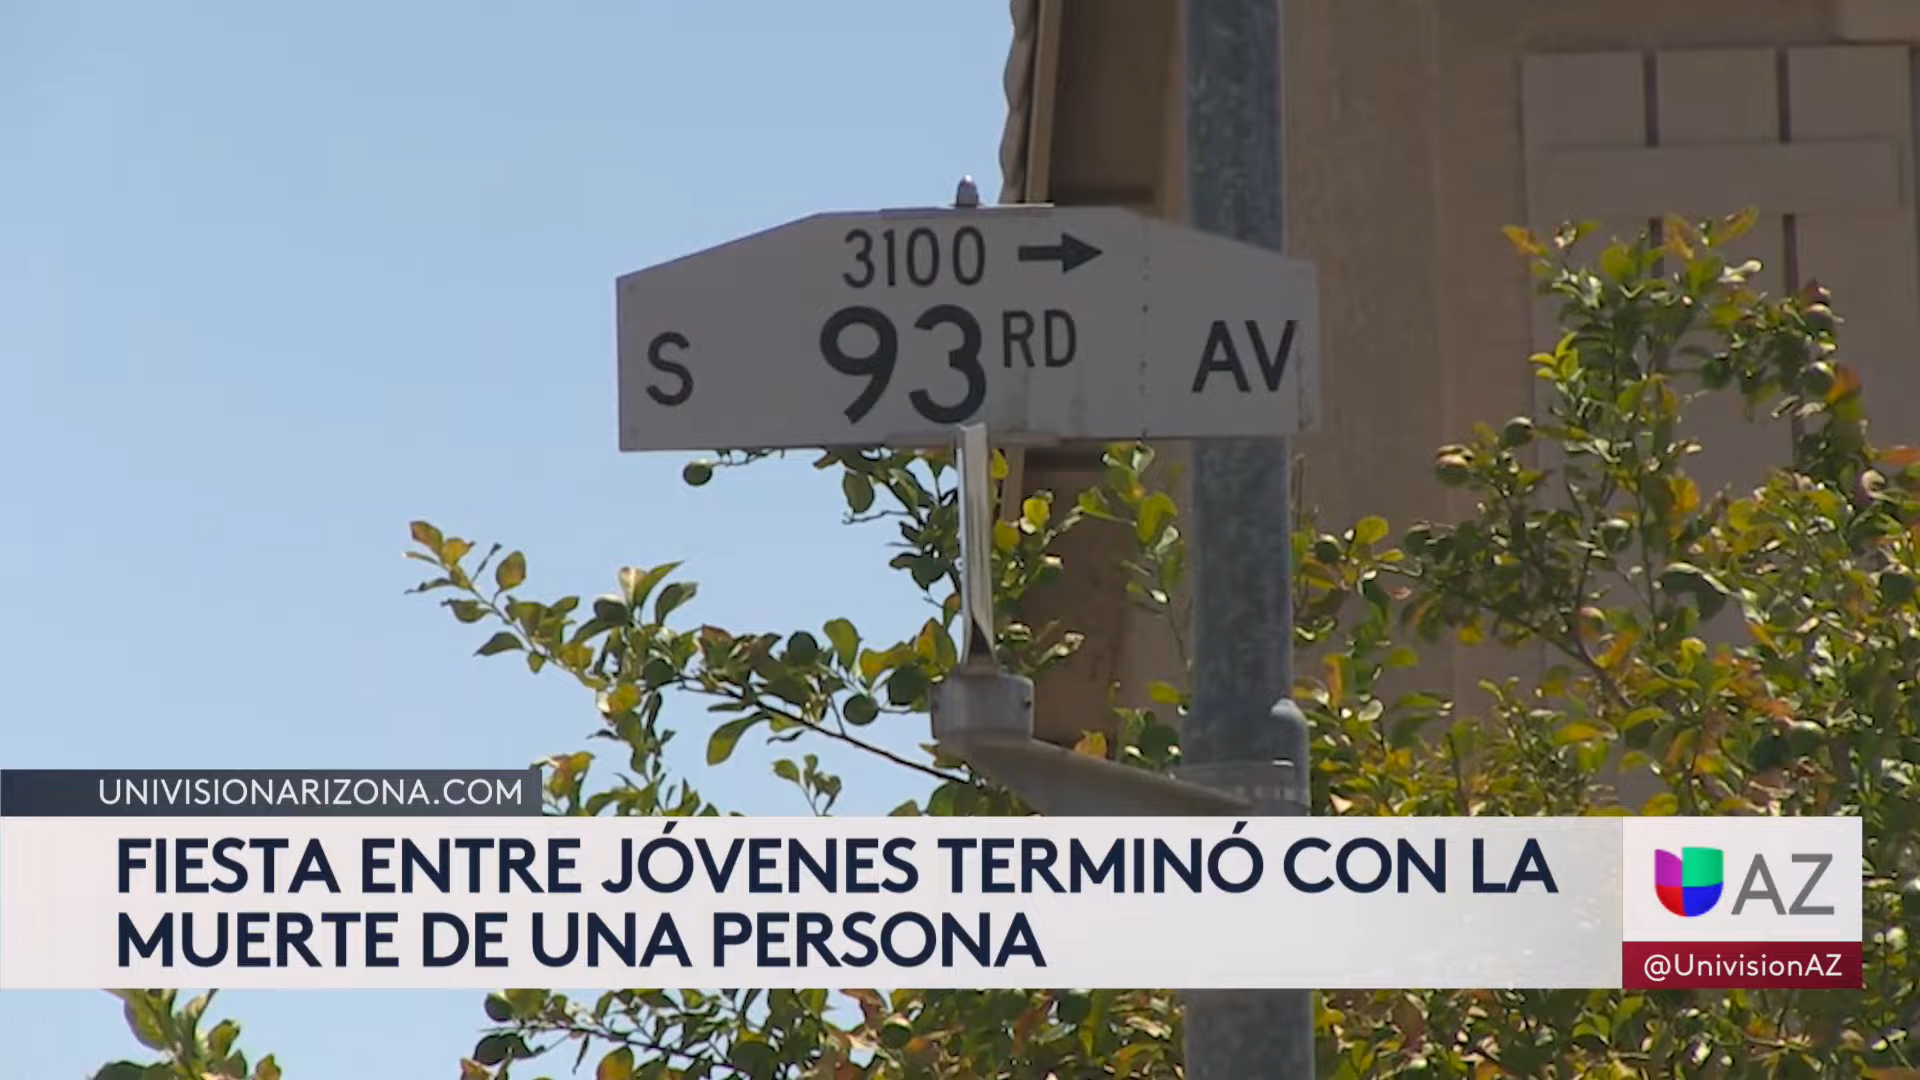 3100 →
S 93RD AV
UNIVISIONARIZONA.COM
FIESTA ENTRE JÓVENES TERMINÓ CON LA
MUERTE DE UNA PERSONA
AZ
@UnivisionAZ